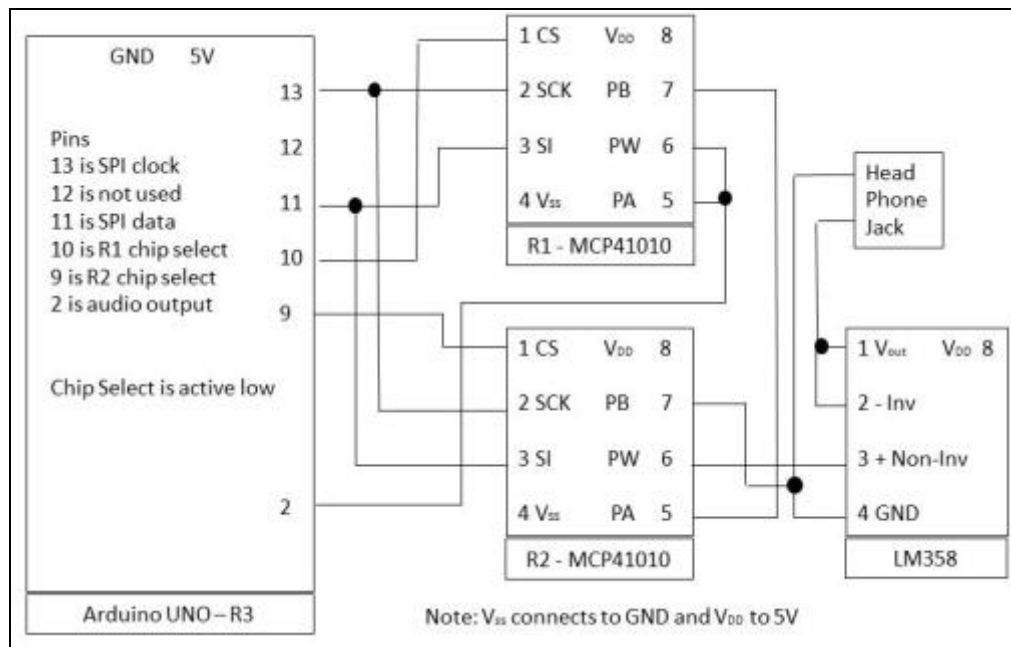 GND 5V
13
Pins
12
13 is SPI clock
12 is not used
11
11 is SPI data
10 is R1 chip select
10
9 is R2 chip select
2 is audio output
9
Chip Select is active low
2
Arduino UNO – R3
1 CS VDD 8
2 SCK PB 7
3 SI PW 6
4 Vss PA 5
R1 - MCP41010
1 CS VDD 8
2 SCK PB 7
3 SI PW 6
4 Vss PA 5
R2 - MCP41010
Head
Phone
Jack
1 Vout VDD 8
2 - Inv
3 + Non-Inv
4 GND
LM358
Note: Vss connects to GND and VDD to 5V